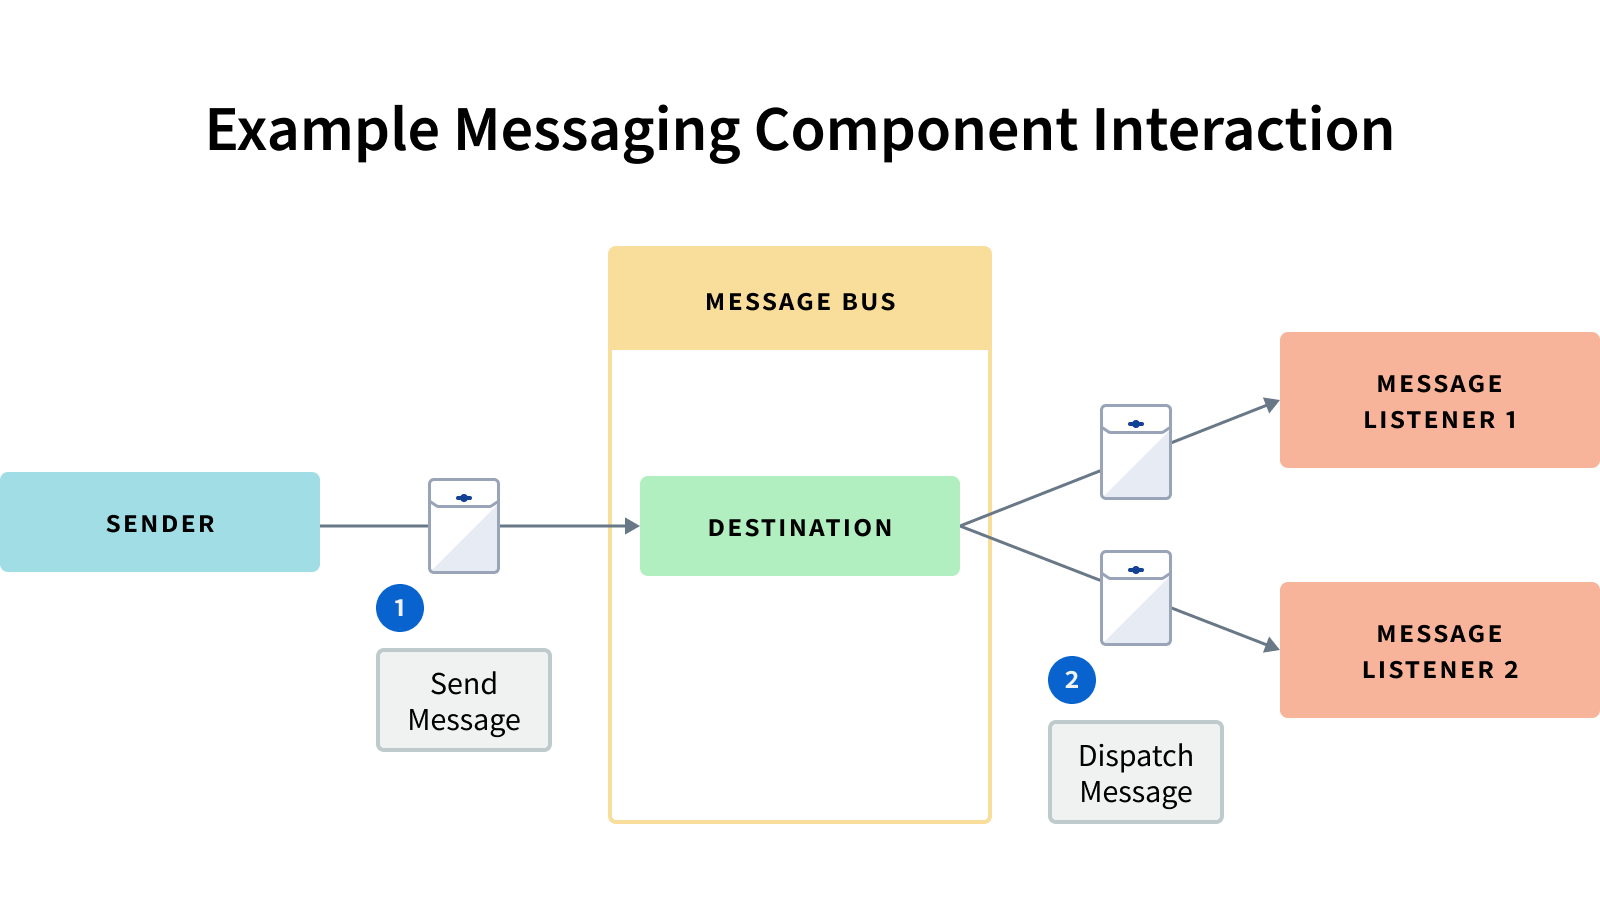 Example Messaging Component Interaction
MESSAGE BUS
MESSAGE
LISTENER 1
SENDER
DESTINATION
1
Send
Message
MESSAGE
LISTENER 2
2
Dispatch
Message